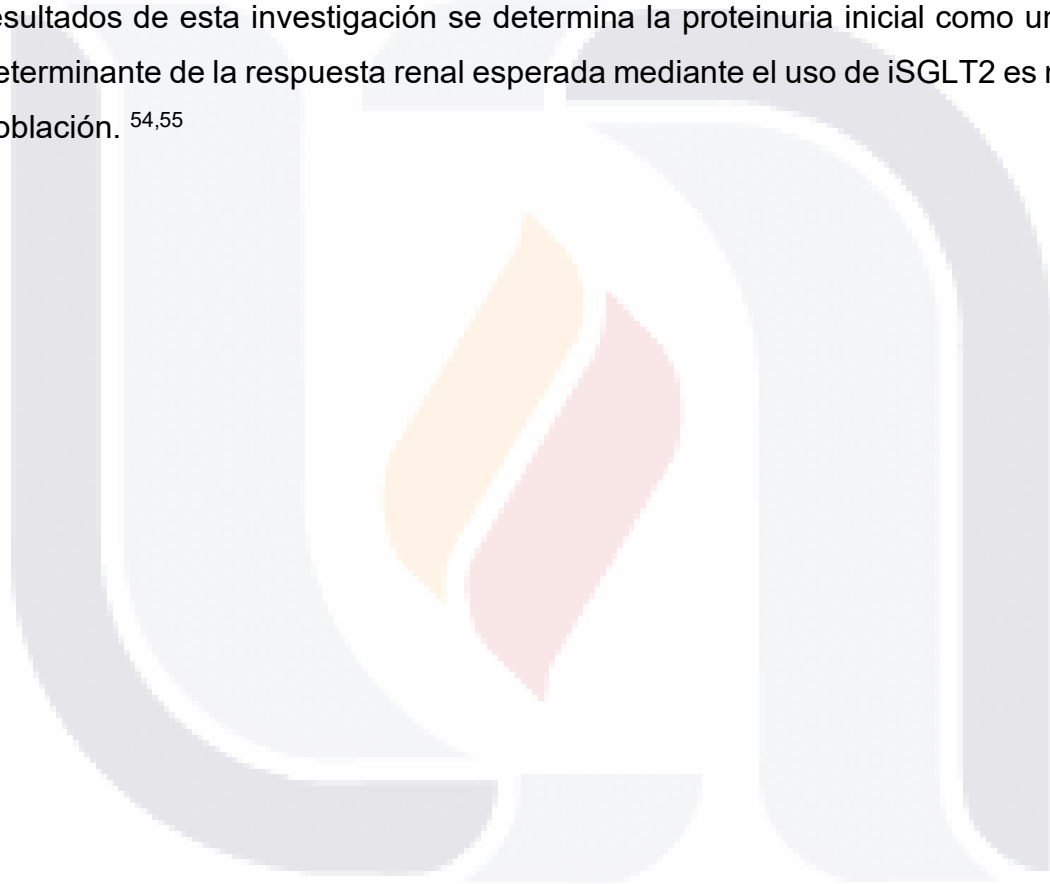 esultados de esta investigación se determina la proteinuria inicial como un
eterminante de la respuesta renal esperada mediante el uso de iSGLT2 es
oblación. 54,55